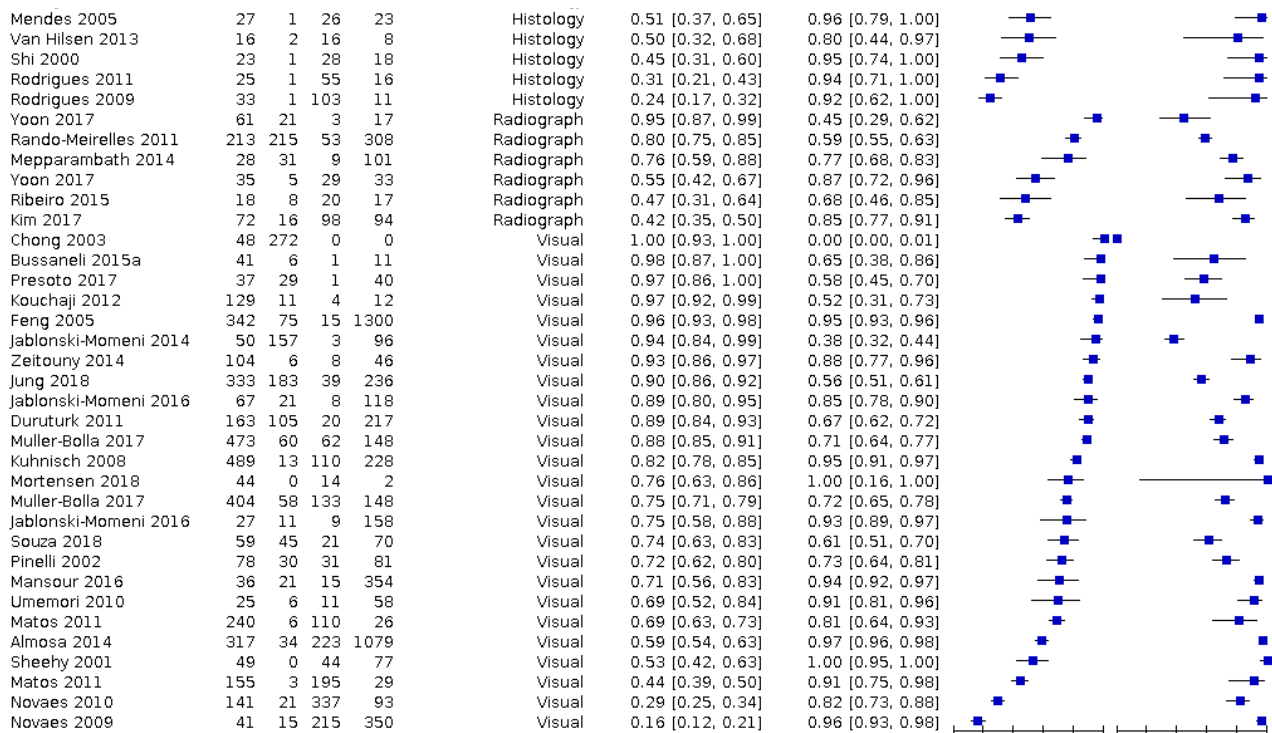 Mendes 2005 27 1 26 23 Histology 0.51 [0.37, 0.65] 0.96 [0.79, 1.00]
Van Hilsen 2013 16 2 16 8 Histology 0.50 [0.32, 0.68] 0.80 [0.44, 0.97]
Shi 2000 23 1 28 18 Histology 0.45 [0.31, 0.60] 0.95 [0.74, 1.00]
Rodrigues 2011 25 1 55 16 Histology 0.31 [0.21, 0.43] 0.94 [0.71, 1.00]
Rodrigues 2009 33 1 103 11 Histology 0.24 [0.17, 0.32] 0.92 [0.62, 1.00]
Yoon 2017 61 21 3 17 Radiograph 0.95 [0.87, 0.99] 0.45 [0.29, 0.62]
Rando-Meirelles 2011 213 215 53 308 Radiograph 0.80 [0.75, 0.85] 0.59 [0.55, 0.63]
Mepparambath 2014 28 31 9 101 Radiograph 0.76 [0.59, 0.88] 0.77 [0.68, 0.83]
Yoon 2017 35 5 29 33 Radiograph 0.55 [0.42, 0.67] 0.87 [0.72, 0.96]
Ribeiro 2015 18 8 20 17 Radiograph 0.47 [0.31, 0.64] 0.68 [0.46, 0.85]
Kim 2017 72 16 98 94 Radiograph 0.42 [0.35, 0.50] 0.85 [0.77, 0.91]
Chong 2003 48 272 0 0 Visual 1.00 [0.93, 1.00] 0.00 [0.00, 0.01]
Bussaneli 2015a 41 6 1 11 Visual 0.98 [0.87, 1.00] 0.65 [0.38, 0.86]
Presoto 2017 37 29 1 40 Visual 0.97 [0.86, 1.00] 0.58 [0.45, 0.70]
Kouchaji 2012 129 11 4 12 Visual 0.97 [0.92, 0.99] 0.52 [0.31, 0.73]
Feng 2005 342 75 15 1300 Visual 0.96 [0.93, 0.98] 0.95 [0.93, 0.96]
Jablonski-Momeni 2014 50 157 3 96 Visual 0.94 [0.84, 0.99] 0.38 [0.32, 0.44]
Zeitouny 2014 104 6 8 46 Visual 0.93 [0.86, 0.97] 0.88 [0.77, 0.96]
Jung 2018 333 183 39 236 Visual 0.90 [0.86, 0.92] 0.56 [0.51, 0.61]
Jablonski-Momeni 2016 67 21 8 118 Visual 0.89 [0.80, 0.95] 0.85 [0.78, 0.90]
Duruturk 2011 163 105 20 217 Visual 0.89 [0.84, 0.93] 0.67 [0.62, 0.72]
Muller-Bolla 2017 473 60 62 148 Visual 0.88 [0.85, 0.91] 0.71 [0.64, 0.77]
Kuhnisch 2008 489 13 110 228 Visual 0.82 [0.78, 0.85] 0.95 [0.91, 0.97]
Mortensen 2018 44 0 14 2 Visual 0.76 [0.63, 0.86] 1.00 [0.16, 1.00]
Muller-Bolla 2017 404 58 133 148 Visual 0.75 [0.71, 0.79] 0.72 [0.65, 0.78]
Jablonski-Momeni 2016 27 11 9 158 Visual 0.75 [0.58, 0.88] 0.93 [0.89, 0.97]
Souza 2018 59 45 21 70 Visual 0.74 [0.63, 0.83] 0.61 [0.51, 0.70]
Pinelli 2002 78 30 31 81 Visual 0.72 [0.62, 0.80] 0.73 [0.64, 0.81]
Mansour 2016 36 21 15 354 Visual 0.71 [0.56, 0.83] 0.94 [0.92, 0.97]
Umemori 2010 25 6 11 58 Visual 0.69 [0.52, 0.84] 0.91 [0.81, 0.96]
Matos 2011 240 6 110 26 Visual 0.69 [0.63, 0.73] 0.81 [0.64, 0.93]
Almosa 2014 317 34 223 1079 Visual 0.59 [0.54, 0.63] 0.97 [0.96, 0.98]
Sheehy 2001 49 0 44 77 Visual 0.53 [0.42, 0.63] 1.00 [0.95, 1.00]
Matos 2011 155 3 195 29 Visual 0.44 [0.39, 0.50] 0.91 [0.75, 0.98]
Novaes 2010 141 21 337 93 Visual 0.29 [0.25, 0.34] 0.82 [0.73, 0.88]
Novaes 2009 41 15 215 350 Visual 0.16 [0.12, 0.21] 0.96 [0.93, 0.98]